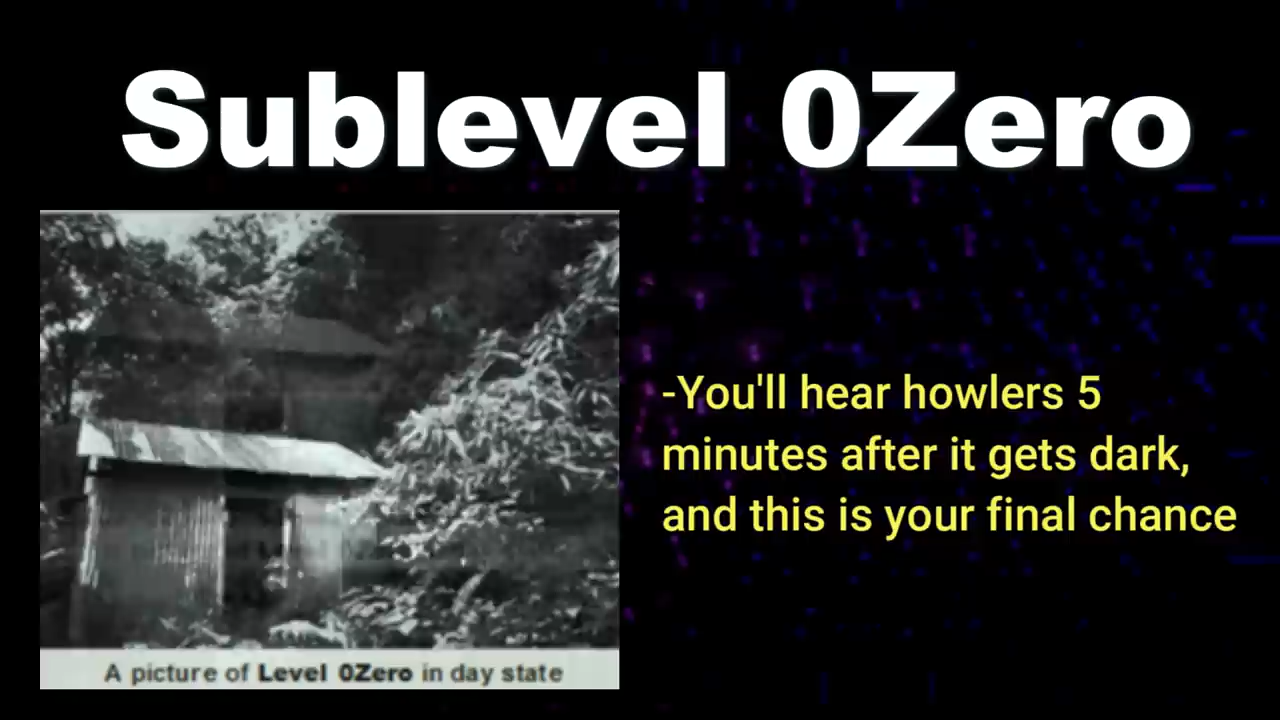 Sublevel 0Zero
-You'll hear howlers 5
minutes after it gets dark,
and this is your final chance
A picture of Level 0Zero in day state